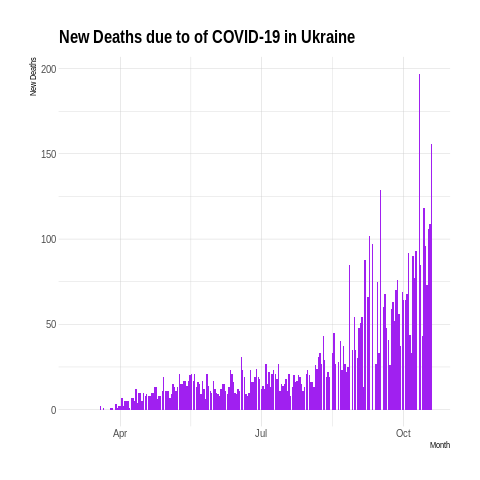 New Deaths due to of COVID-19 in Ukraine
New Deaths
200
150
100
50
0
Apr
Jul
Oct
Month